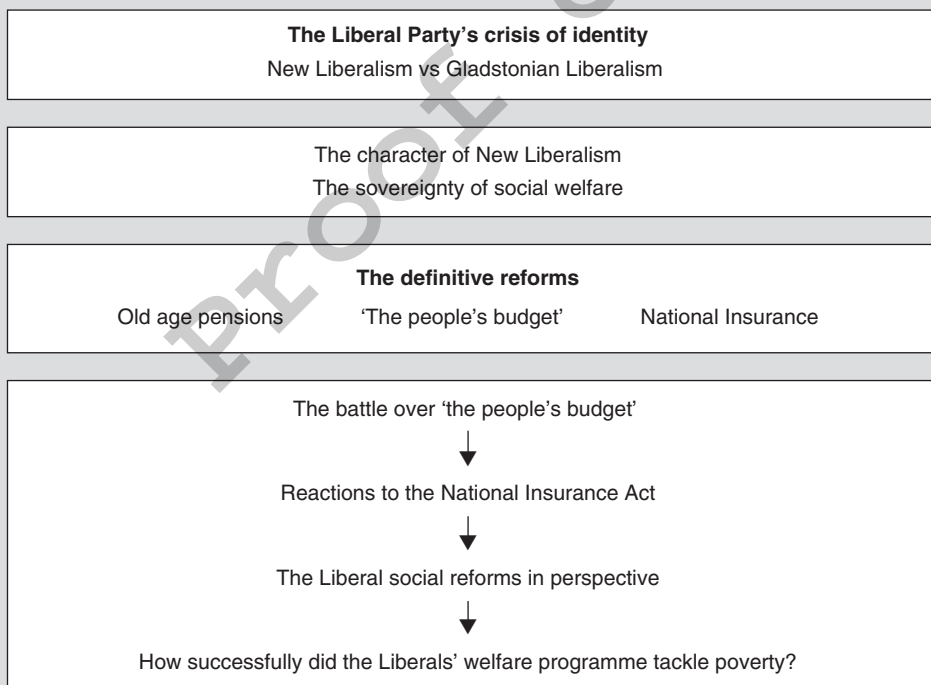 The Liberal Party's crisis of identity
New Liberalism vs Gladstonian Liberalism
The character of New Liberalism
The sovereignty of social welfare
The definitive reforms
Old age pensions 'The people's budget' National Insurance
The battle over 'the people's budget'
Reactions to the National Insurance Act
The Liberal social reforms in perspective
How successfully did the Liberals' welfare programme tackle poverty?
Proof